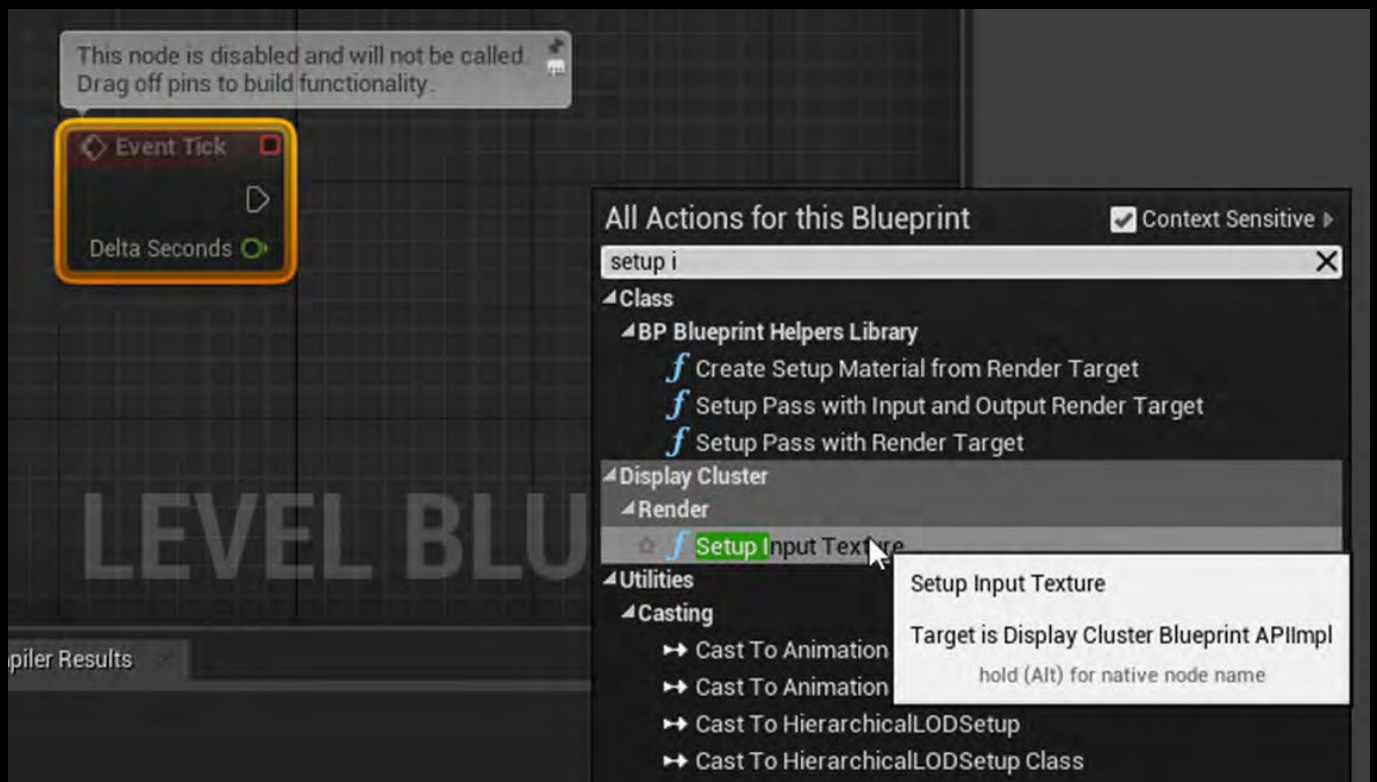 This node is disabled and will not be called.
Drag off pins to build functionality.
Event Tick
Delta Seconds
All Actions for this Blueprint
Context Sensitive
setup i
Class
BP Blueprint Helpers Library
Create Setup Material from Render Target
Setup Pass with Input and Output Render Target
Setup Pass with Render Target
Display Cluster
Render
Setup Input Texture
Utilities
Casting
Cast To Animation
Cast To Animation
Cast To HierarchicalLODSetup
Cast To HierarchicalLODSetup Class
Setup Input Texture
Target is Display Cluster Blueprint APIImpl
hold (Alt) for native node name
LEVEL BLU
piler Results